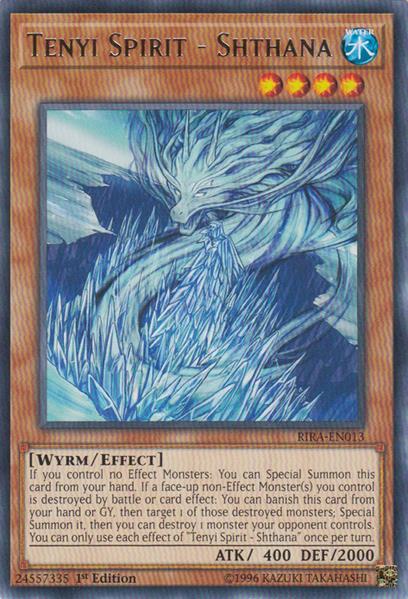 TENYI SPIRIT - SHTHANA
WATER
水
RIRA-EN013
[WYRM/EFFECT]
If you control no Effect Monsters: You can Special Summon this
card from your hand. If a face-up non-Effect Monster(s) you control
is destroyed by battle or card effect: You can banish this card from
your hand or GY, then target 1 of those destroyed monsters; Special
Summon it, then you can destroy 1 monster your opponent controls.
You can only use each effect of "Tenyi Spirit - Shthana" once per turn.
ATK/ 400 DEF/2000
24557335 1st Edition ©1996 KAZUKI TAKAHASHI